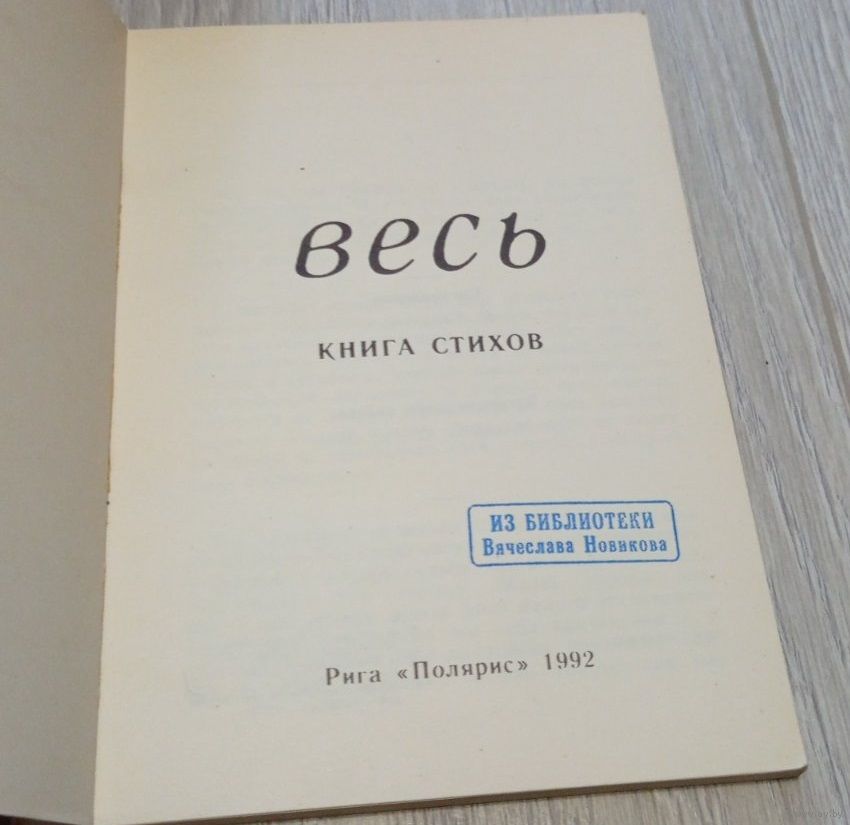 весь
КНИГА СТИХОВ
ИЗ БИБЛИОТЕКИ
Вячеслава Новикова
Рига «Полярис» 1992